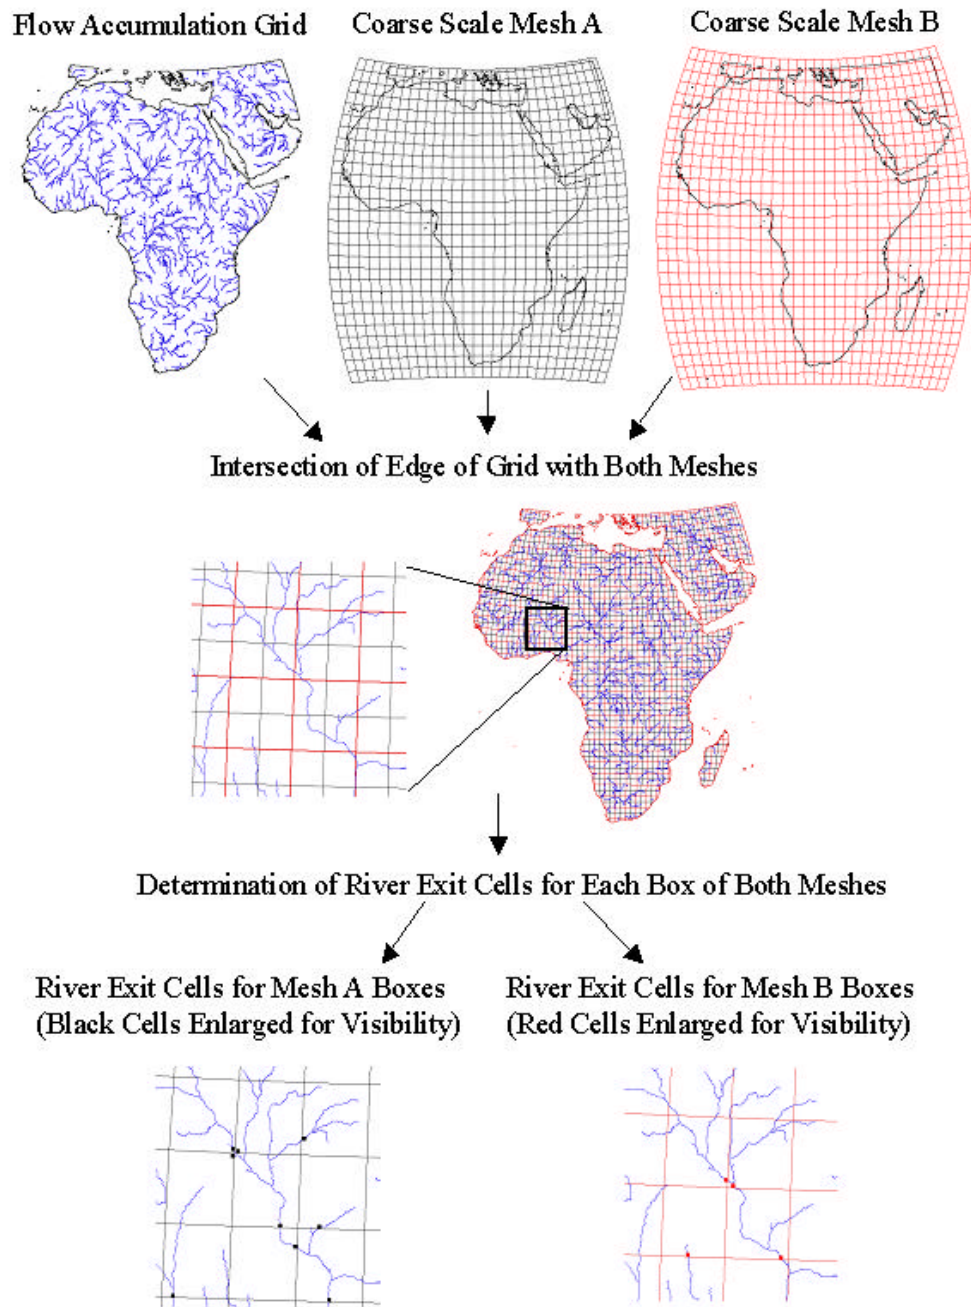 Flow Accumulation Grid
Coarse Scale Mesh A
Coarse Scale Mesh B
Intersection of Edge of Grid with Both Meshes
Determination of River Exit Cells for Each Box of Both Meshes
River Exit Cells for Mesh A Boxes
(Black Cells Enlarged for Visibility)
River Exit Cells for Mesh B Boxes
(Red Cells Enlarged for Visibility)